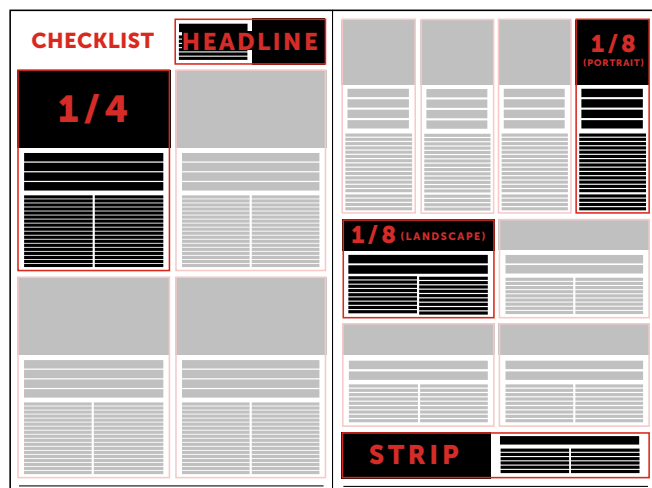 CHECKLIST
HEADLINE
1/4
1/8
(PORTRAIT)
1/8 (LANDSCAPE)
STRIP